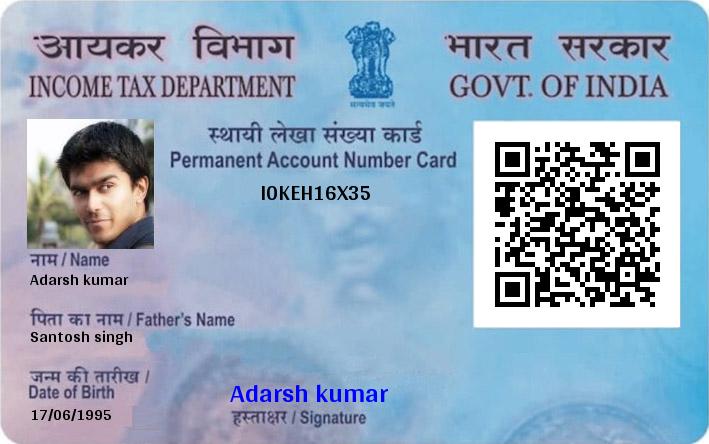 आयकर विभाग
INCOME TAX DEPARTMENT
सत्यमेव जयते
भारत सरकार
GOVT. OF INDIA
स्थायी लेखा संख्या कार्ड
Permanent Account Number Card
I0KEH16X35
नाम / Name
Adarsh kumar
पिता का नाम / Father's Name
Santosh singh
जन्म की तारीख /
Date of Birth
17/06/1995
Adarsh kumar
हस्ताक्षर / Signature